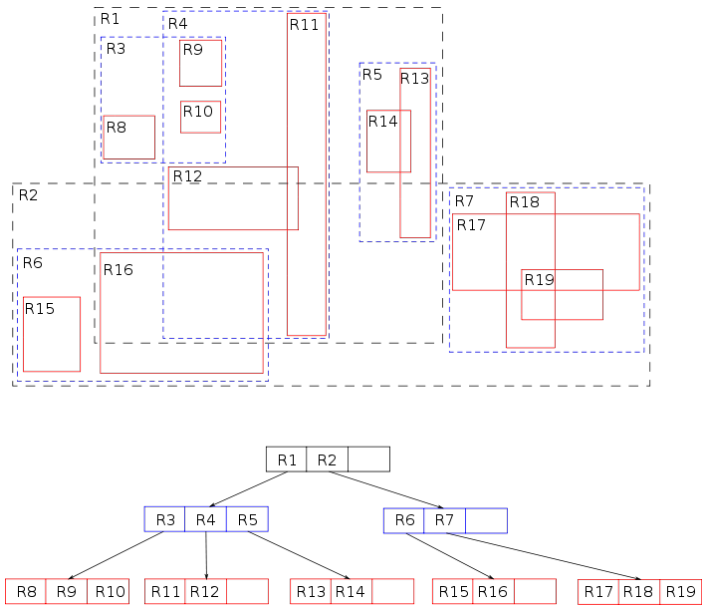 R1
R4
R11
R3
R9
R5
R13
R10
R14
R8
R12
R2
R7
R18
R17
R6
R16
R19
R15
R1 R2
R3 R4 R5
R6 R7
R8 R9 R10
R11 R12
R13 R14
R15 R16
R17 R18 R19